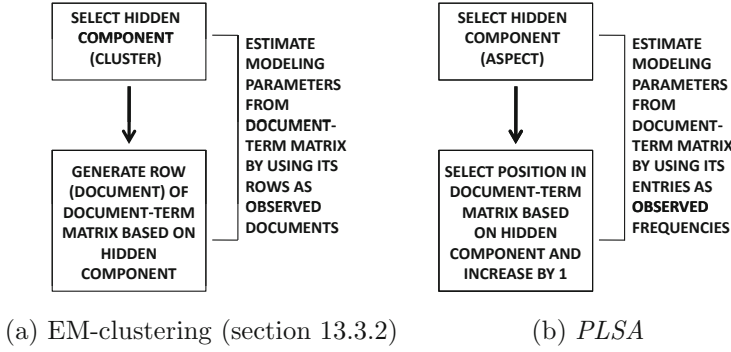 SELECT HIDDEN
COMPONENT
(CLUSTER)
GENERATE ROW
(DOCUMENT) OF
DOCUMENT-TERM
MATRIX BASED ON
HIDDEN
COMPONENT
ESTIMATE
MODELING
PARAMETERS
FROM
DOCUMENT-
TERM MATRIX
BY USING ITS
ROWS AS
OBSERVED
DOCUMENTS
(a) EM-clustering (section 13.3.2)
SELECT HIDDEN
COMPONENT
(ASPECT)
SELECT POSITION IN
DOCUMENT-TERM
MATRIX BASED
ON HIDDEN
COMPONENT AND
INCREASE BY 1
ESTIMATE
MODELING
PARAMETERS
FROM
DOCUMENT-
TERM MATRIX
BY USING ITS
ENTRIES AS
OBSERVED
FREQUENCIES
(b) PLSA